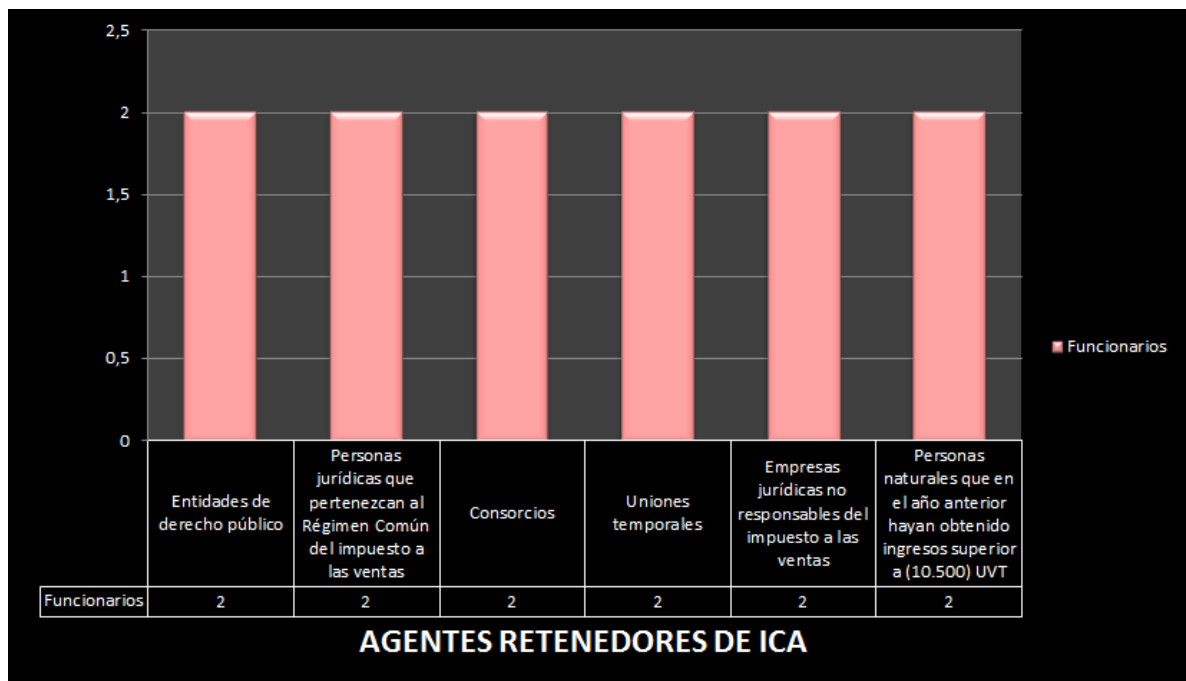 2,5
2
1,5
1
0,5
0
Funcionarios
Entidades de
derecho público
Personas
jurídicas que
pertenezcan al
Régimen Común
del impuesto a
las ventas
Consorcios
Uniones
temporales
Empresas
jurídicas no
responsables del
impuesto a las
ventas
Personas
naturales que en
el año anterior
hayan obtenido
ingresos superior
a (10.500) UVT
Funcionarios 2 2 2 2 2 2
AGENTES RETENEDORES DE ICA